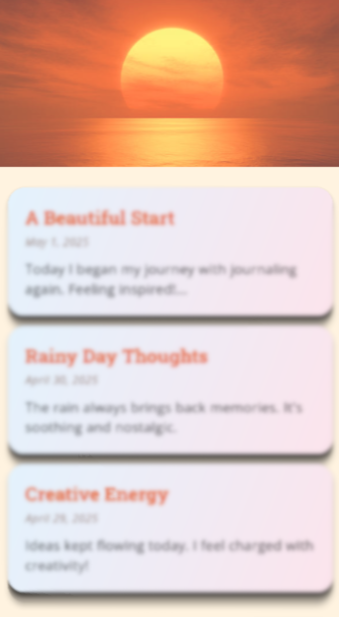 A Beautiful Start
May 1, 2025
Today I began my journey with journaling
again. Feeling inspired!...
Rainy Day Thoughts
April 30, 2025
The rain always brings back memories. It's
soothing and nostalgic.
Creative Energy
April 29, 2025
Ideas kept flowing today. I feel charged with
creativity!